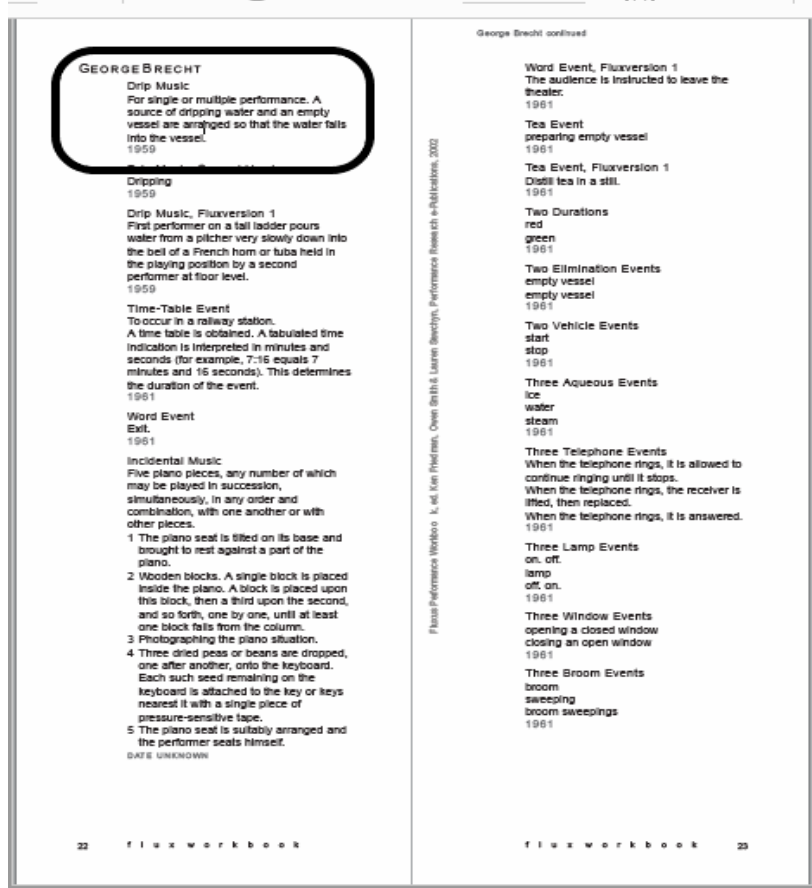 GEORGE BRECHT
Drip Music
For single or multiple performance. A
source of dripping water and an empty
vessel are arranged so that the water falls
into the vessel.
1959
Dripping
1959
Drip Music, Fluxversion 1
First performer on a tall ladder pours
water from a pitcher very slowly down into
the bell of a French horn or tuba held in
the playing position by a second
performer at floor level.
1959
Time-Table Event
To occur in a railway station.
A time table is obtained. A tabulated time
indication is interpreted in minutes and
seconds (for example, 7:16 equals 7
minutes and 16 seconds). This determines
the duration of the event.
1961
Word Event
Exit.
1961
Incidental Music
Five piano pieces, any number of which
may be played in succession,
simultaneously, in any order and
combination, with one another or with
other pieces.
1 The piano seat is tilted on its base and
brought to rest against a part of the
piano.
2 Wooden blocks. A single block is placed
inside the piano. A block is placed upon
this block, then a third upon the second,
and so forth, one by one, until at least
one block falls from the column.
3 Photographing the piano situation.
4 Three dried peas or beans are dropped,
one after another, onto the keyboard.
Each such seed remaining on the
keyboard is attached to the key or keys
nearest it with a single piece of
pressure-sensitive tape.
5 The piano seat is suitably arranged and
the performer seats himself.
DATE UNKNOWN
22 fluxworkbook
Fluxus Performance Workboo k, ed. Ken Friedman, Owen Smith & Lauren Sawchyn, Performance Research e-Publications, 2002
George Brecht continued
Word Event, Fluxversion 1
The audience is instructed to leave the
theater.
1961
Tea Event
preparing empty vessel
1961
Tea Event, Fluxversion 1
Distill tea in a still.
1961
Two Durations
red
green
1961
Two Elimination Events
empty vessel
empty vessel
1961
Two Vehicle Events
start
stop
1961
Three Aqueous Events
ice
water
steam
1961
Three Telephone Events
When the telephone rings, it is allowed to
continue ringing until it stops.
When the telephone rings, the receiver is
lifted, then replaced.
When the telephone rings, it is answered.
1961
Three Lamp Events
on. off.
lamp
off. on.
1961
Three Window Events
opening a closed window
closing an open window
1961
Three Broom Events
broom
sweeping
broom sweepings
1961
fluxworkbook 23